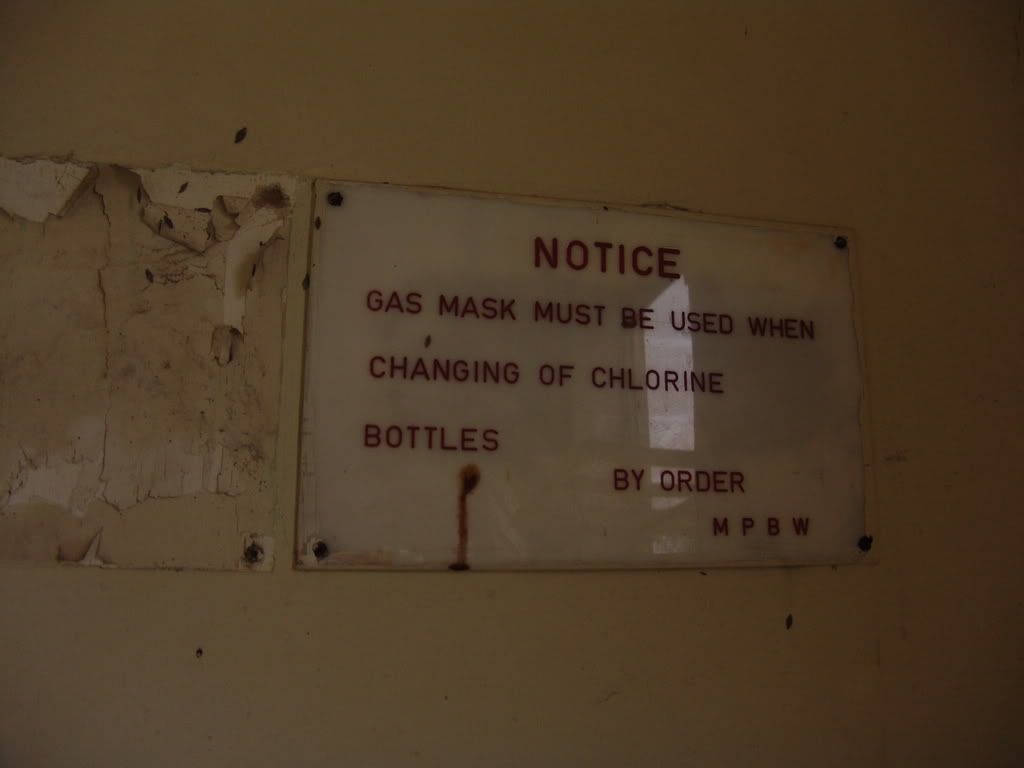 NOTICE
GAS MASK MUST BE USED WHEN
CHANGING OF CHLORINE
BOTTLES
BY ORDER
M P B W